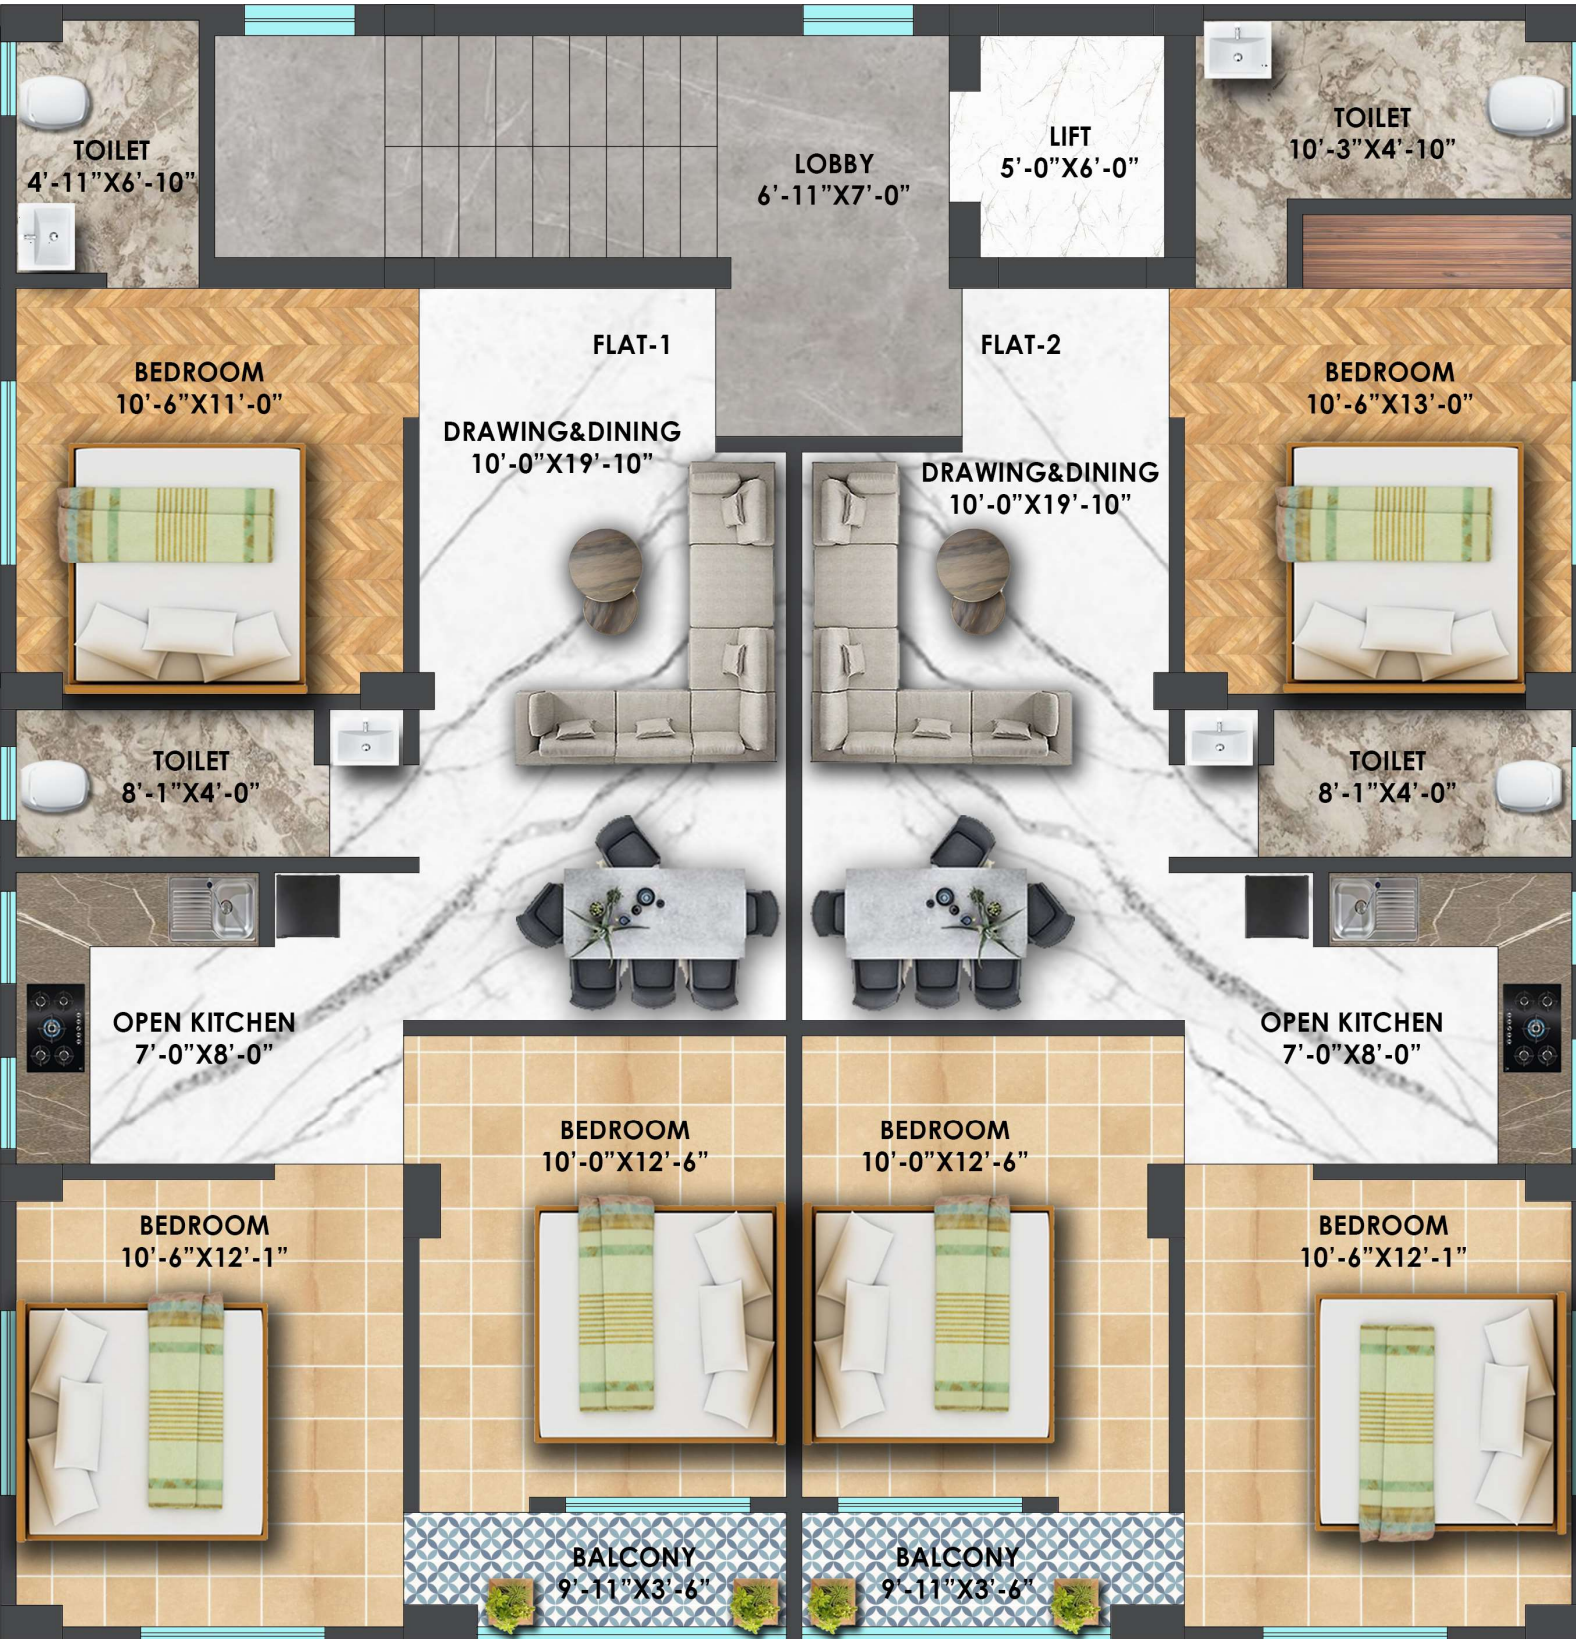 TOILET
4’-11”X6’-10”
LOBBY
6’-11”X7’-0”
LIFT
5’-0”X6’-0”
TOILET
10’-3”X4’-10”
BEDROOM
10’-6”X11’-0”
FLAT-1
DRAWING&DINING
10’-0”X19’-10”
FLAT-2
DRAWING&DINING
10’-0”X19’-10”
BEDROOM
10’-6”X13’-0”
TOILET
8’-1”X4’-0”
TOILET
8’-1”X4’-0”
OPEN KITCHEN
7’-0”X8’-0”
OPEN KITCHEN
7’-0”X8’-0”
BEDROOM
10’-6”X12’-1”
BEDROOM
10’-0”X12’-6”
BEDROOM
10’-0”X12’-6”
BEDROOM
10’-6”X12’-1”
BALCONY
9’-11”X3’-6”
BALCONY
9’-11”X3’-6”